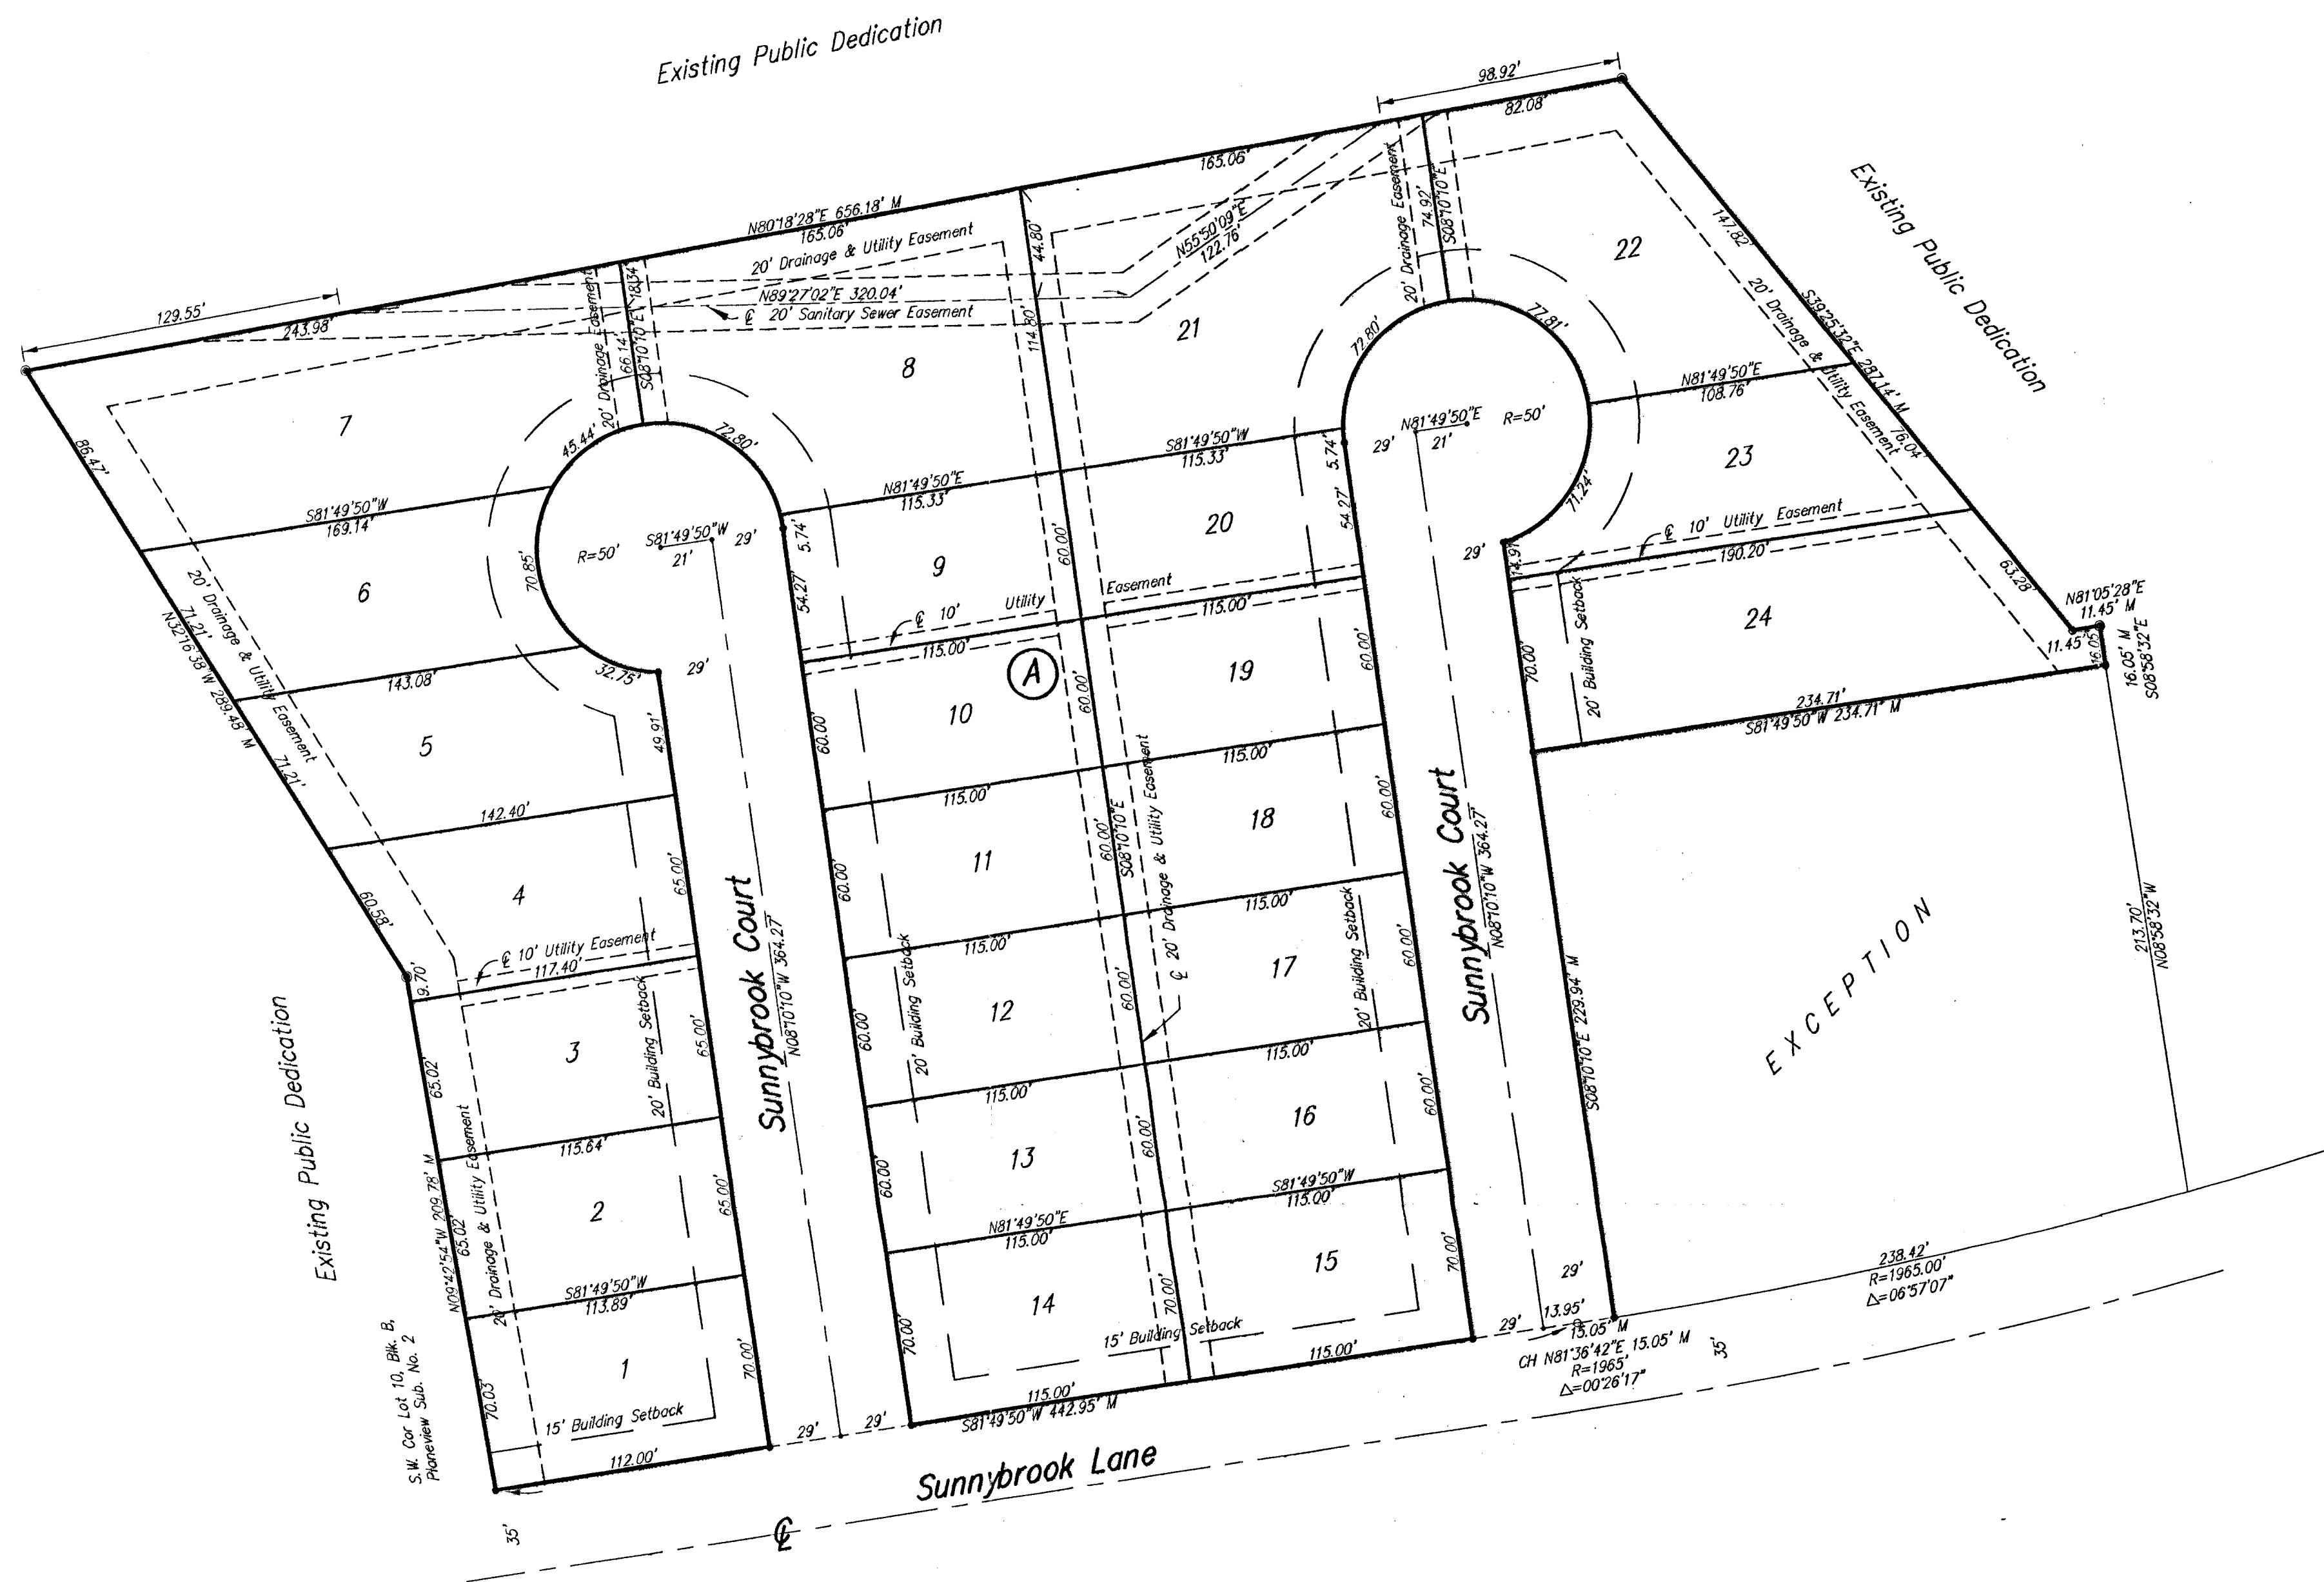 Existing Public Dedication
98.92'
82.08'
165.06'
N80°18'28"E 656.18' M
165.06'
20' Drainage & Utility Easement
N89°27'02"E 320.04'
℄ 20' Sanitary Sewer Easement
N55°50'09"E
122.76'
129.55'
243.98'
20' Drainage Easement
66.14'
18.34'
S08°10'10"E
44.80'
114.80'
20' Drainage Easement
74.92'
S08°10'10"E
22
147.82'
Existing Public Dedication
20' Drainage & Utility Easement
S39°25'32"E 287.14' M
7
8
21
86.47'
45.44'
72.80'
72.80'
77.81'
N81°49'50"E
108.76'
S81°49'50"W
169.14'
N81°49'50"E
115.33'
S81°49'50"W
115.33'
5.74'
29'
N81°49'50"E
21'
R=50'
76.04'
23
R=50'
S81°49'50"W
21'
29'
5.74'
54.27'
9
60.00'
20
54.27'
71.24'
29'
14.91'
℄ 10' Utility Easement
190.20'
63.28'
N81°05'28"E
11.45' M
11.45'
16.05'
16.05' M
S08°58'32"E
6
70.85'
20' Drainage & Utility Easement
71.21'
N32°16'38"W 289.48' M
143.08'
32.75'
29'
℄ 10' Utility Easement
115.00'
115.00'
A
60.00'
10
60.00'
19
60.00'
70.00'
20' Building Setback
24
234.71'
S81°49'50"W 234.71' M
5
49.91'
71.21'
142.40'
115.00'
115.00'
4
65.00'
60.58'
Sunnybrook Court
N08°10'10"W 364.27'
11
60.00'
60.00'
S08°10'10"E
20' Drainage & Utility Easement
18
60.00'
Sunnybrook Court
N08°10'10"W 364.27'
EXCEPTION
213.70'
N08°58'32"W
℄ 10' Utility Easement
117.40'
9.70'
115.00'
115.00'
3
65.02'
65.00'
20' Building Setback
12
60.00'
20' Building Setback
60.00'
℄
17
60.00'
20' Building Setback
S08°10'10"E 229.94' M
Existing Public Dedication
115.64'
115.00'
115.00'
2
65.02'
65.00'
N09°42'54"W 209.78' M
20' Drainage & Utility Easement
13
60.00'
60.00'
16
60.00'
S81°49'50"W
113.89'
N81°49'50"E
115.00'
S81°49'50"W
115.00'
1
70.03'
70.00'
15' Building Setback
112.00'
S.W. Cor Lot 10, Blk. B,
Planeview Sub. No. 2
14
70.00'
70.00'
15
70.00'
15' Building Setback
115.00'
115.00'
29'
29'
S81°49'50"W 442.95' M
29'
29'
13.95'
15.05' M
CH N81°36'42"E 15.05' M
R=1965'
Δ=00°26'17"
35'
238.42'
R=1965.00'
Δ=06°57'07"
Sunnybrook Lane
℄
35'